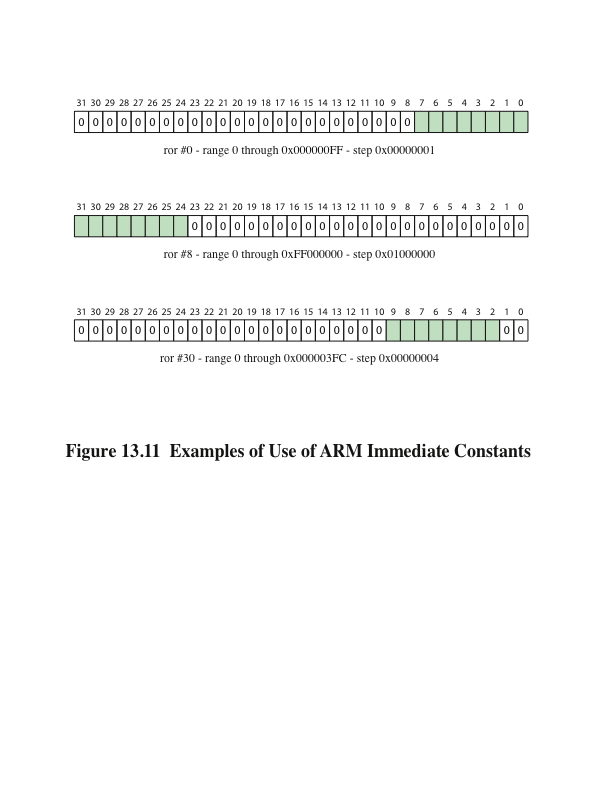 31 30 29 28 27 26 25 24 23 22 21 20 19 18 17 16 15 14 13 12 11 10 9 8 7 6 5 4 3 2 1 0
0 0 0 0 0 0 0 0 0 0 0 0 0 0 0 0 0 0 0 0 0 0 0 0
ror #0 - range 0 through 0x000000FF - step 0x00000001
31 30 29 28 27 26 25 24 23 22 21 20 19 18 17 16 15 14 13 12 11 10 9 8 7 6 5 4 3 2 1 0
0 0 0 0 0 0 0 0 0 0 0 0 0 0 0 0 0 0 0 0 0 0 0 0
ror #8 - range 0 through 0xFF000000 - step 0x01000000
31 30 29 28 27 26 25 24 23 22 21 20 19 18 17 16 15 14 13 12 11 10 9 8 7 6 5 4 3 2 1 0
0 0 0 0 0 0 0 0 0 0 0 0 0 0 0 0 0 0 0 0 0 0 0 0
ror #30 - range 0 through 0x000003FC - step 0x00000004
Figure 13.11 Examples of Use of ARM Immediate Constants